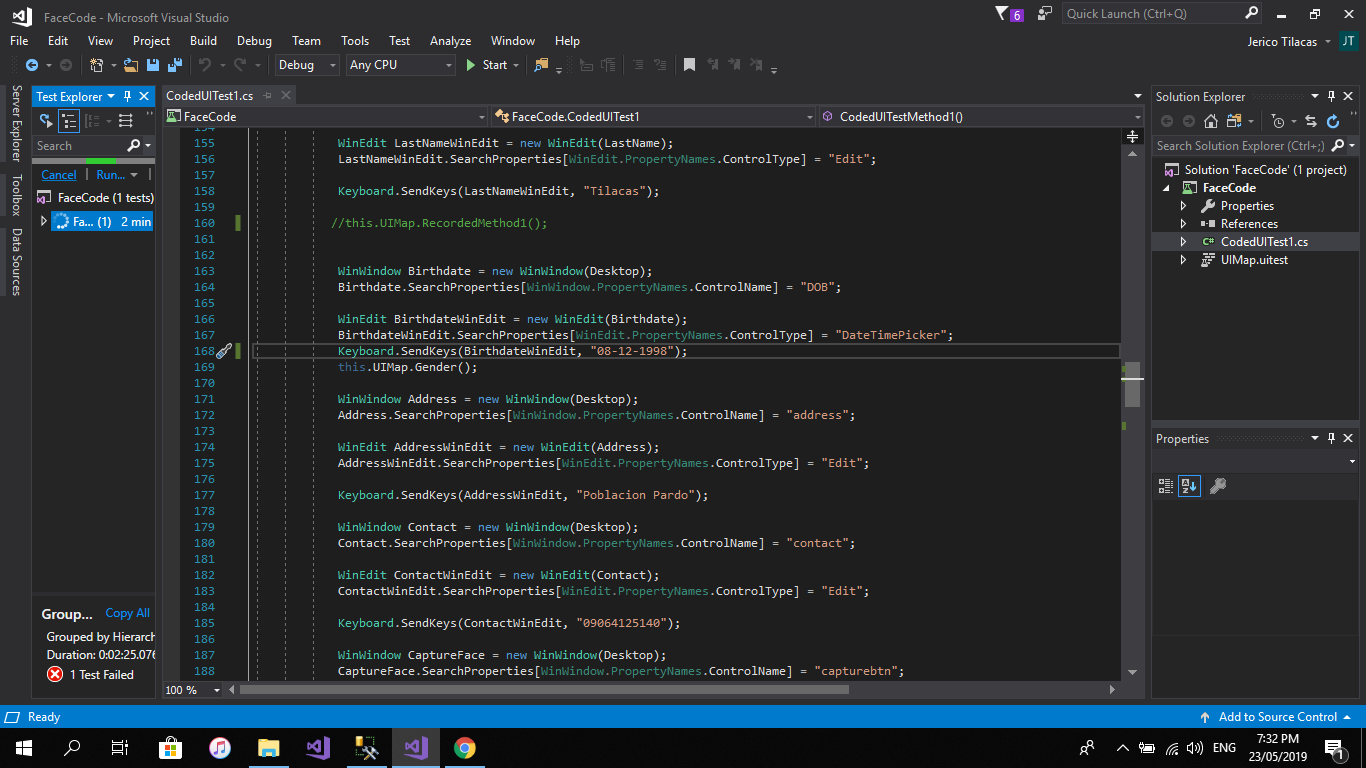 FaceCode - Microsoft Visual Studio
6
Quick Launch (Ctrl+Q)
File Edit View Project Build Debug Team Tools Test Analyze Window Help
Jerico Tilacas JT
Debug Any CPU Start
Server Explorer
Toolbox
Data Sources
Test Explorer
Search
Cancel Run...
FaceCode (1 tests)
Fa... (1) 2 min
Group... Copy All
Grouped by Hierarch
Duration: 0:02:25.076
1 Test Failed
CodedUITest1.cs
FaceCode FaceCode.CodedUITest1 CodedUITestMethod1()
154
155 WinEdit LastNameWinEdit = new WinEdit(LastName);
156 LastNameWinEdit.SearchProperties[WinEdit.PropertyNames.ControlType] = "Edit";
157
158 Keyboard.SendKeys(LastNameWinEdit, "Tilacas");
159
160 //this.UIMap.RecordedMethod1();
161
162
163 WinWindow Birthdate = new WinWindow(Desktop);
164 Birthdate.SearchProperties[WinWindow.PropertyNames.ControlName] = "DOB";
165
166 WinEdit BirthdateWinEdit = new WinEdit(Birthdate);
167 BirthdateWinEdit.SearchProperties[WinEdit.PropertyNames.ControlType] = "DateTimePicker";
168 Keyboard.SendKeys(BirthdateWinEdit, "08-12-1998");
169 this.UIMap.Gender();
170
171 WinWindow Address = new WinWindow(Desktop);
172 Address.SearchProperties[WinWindow.PropertyNames.ControlName] = "address";
173
174 WinEdit AddressWinEdit = new WinEdit(Address);
175 AddressWinEdit.SearchProperties[WinEdit.PropertyNames.ControlType] = "Edit";
176
177 Keyboard.SendKeys(AddressWinEdit, "Poblacion Pardo");
178
179 WinWindow Contact = new WinWindow(Desktop);
180 Contact.SearchProperties[WinWindow.PropertyNames.ControlName] = "contact";
181
182 WinEdit ContactWinEdit = new WinEdit(Contact);
183 ContactWinEdit.SearchProperties[WinEdit.PropertyNames.ControlType] = "Edit";
184
185 Keyboard.SendKeys(ContactWinEdit, "09064125140");
186
187 WinWindow CaptureFace = new WinWindow(Desktop);
188 CaptureFace.SearchProperties[WinWindow.PropertyNames.ControlName] = "capturebtn";
100 %
Solution Explorer
Search Solution Explorer (Ctrl+;)
Solution 'FaceCode' (1 project)
FaceCode
Properties
References
C# CodedUITest1.cs
UIMap.uitest
Properties
Ready
Add to Source Control
ENG
7:32 PM
23/05/2019
1